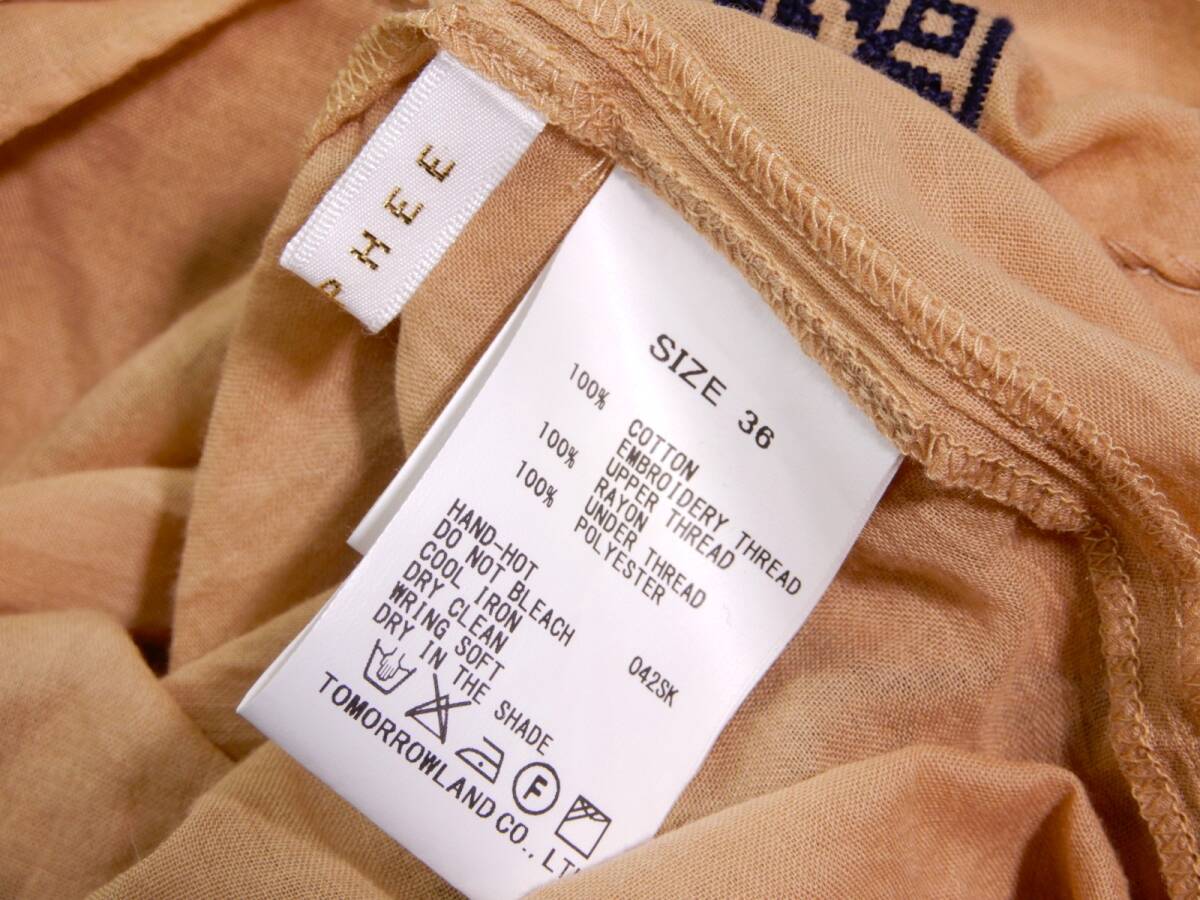 PHEE
SIZE 36
100% COTTON
EMBROIDERY THREAD
UPPER THREAD
100% RAYON
UNDER THREAD
100% POLYESTER
HAND-HOT
DO NOT BLEACH
COOL IRON
DRY CLEAN
WRING SOFT
DRY IN THE SHADE
042SK
F
TOMORROWLAND CO., LT